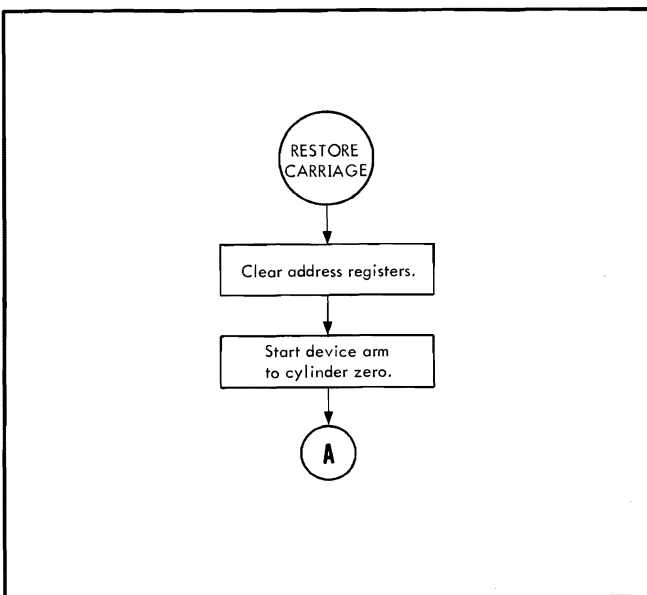 RESTORE
CARRIAGE
Clear address registers.
Start device arm
to cylinder zero.
A